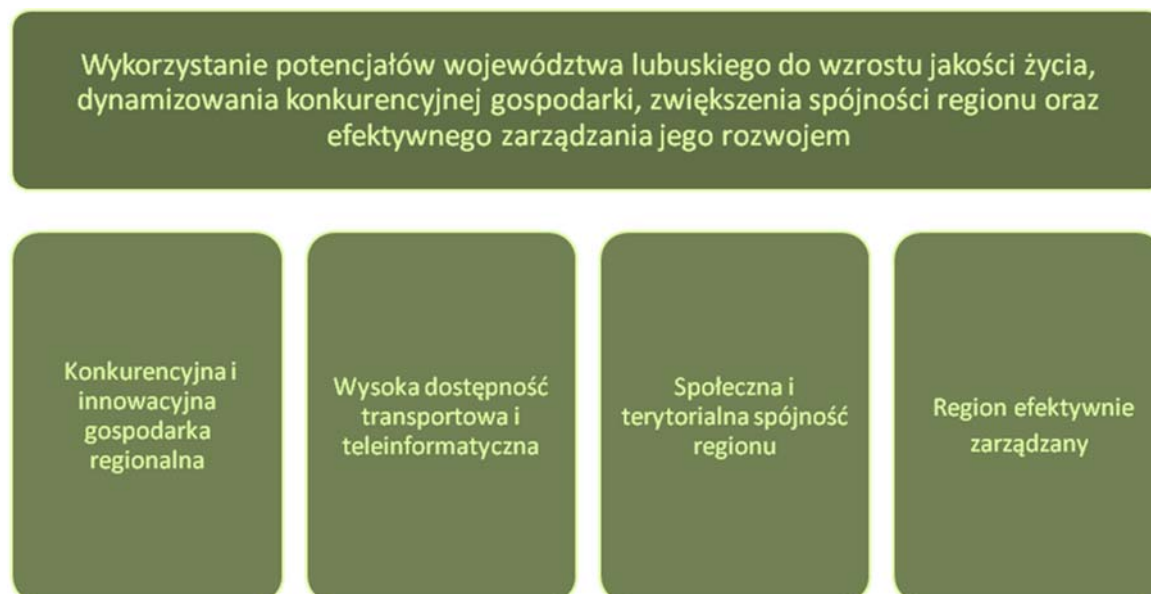 Wykorzystanie potencjałów województwa lubuskiego do wzrostu jakości życia,
dynamizowania konkurencyjnej gospodarki, zwiększenia spójności regionu oraz
efektywnego zarządzania jego rozwojem
Konkurencyjna i
innowacyjna
gospodarka
regionalna
Wysoka dostępność
transportowa i
teleinformatyczna
Społeczna i
terytorialna spójność
regionu
Region efektywnie
zarządzany